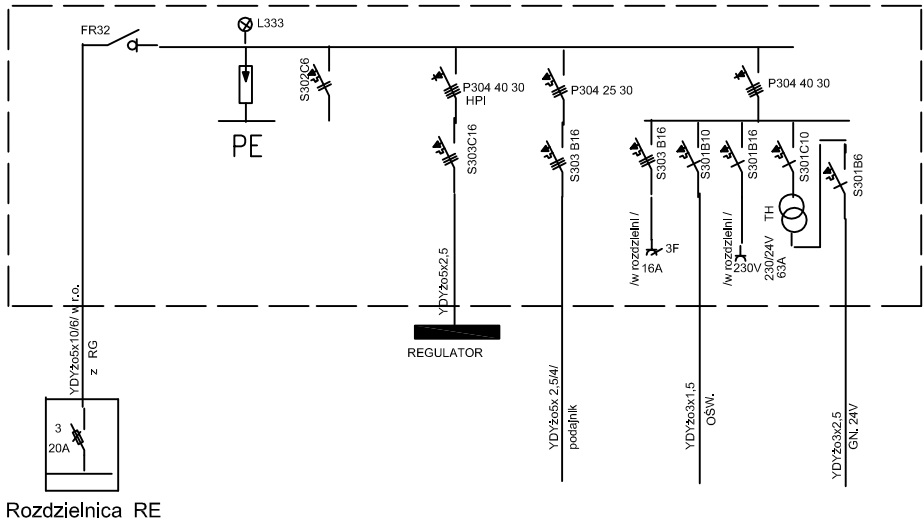 L333
FR32
S302C6
P304 40 30
HPI
P304 25 30
P304 40 30
PE
S303C16
S303 B16
S303 B16
S301B10
S301B16
S301C10
S301B6
TH
230/24V
63A
/w rozdzielni /
3F
16A
/w rozdzielni /
230V
YDYżo5x2,5
REGULATOR
YDYżo5x10/6/ w r.o.
z RG
YDYżo5x 2,5/4/
podajnik
YDYżo3x1,5
OŚW.
YDYżo3x2,5
GN. 24V
3
20A
Rozdzielnica RE